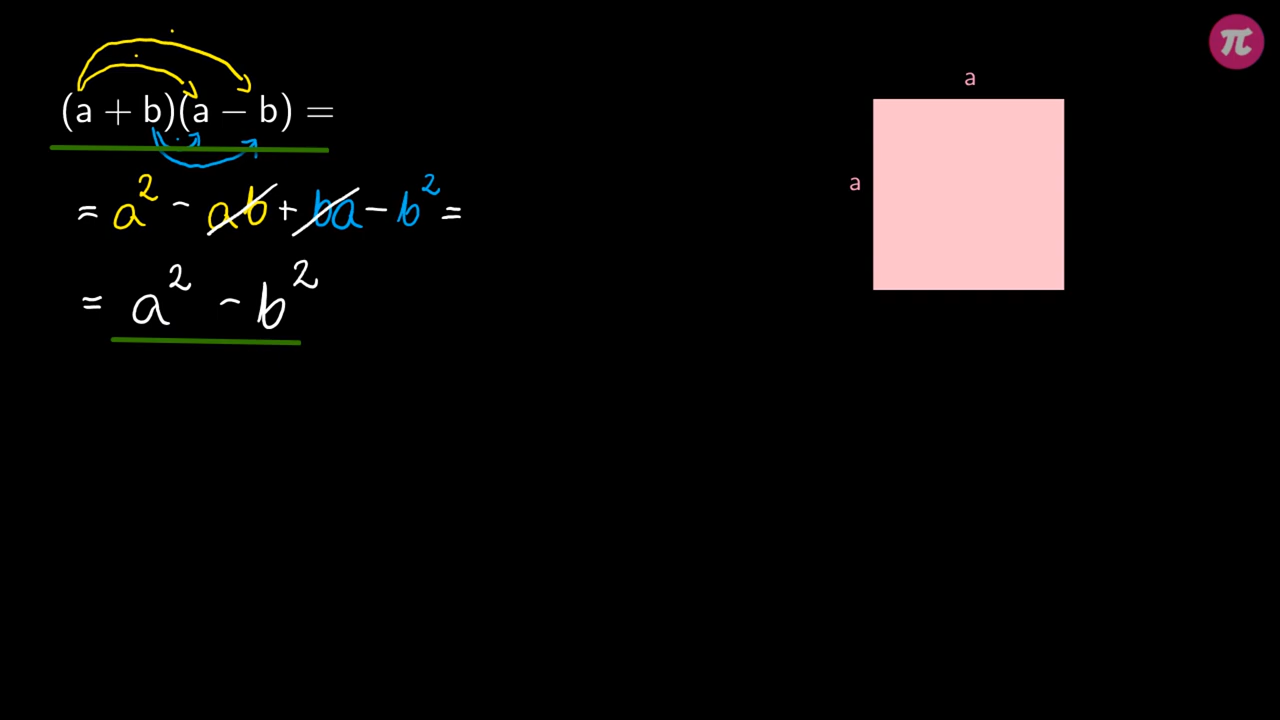 (a + b)(a − b) =
= a² − ab + ba − b² =
= a² − b²
a
a
π